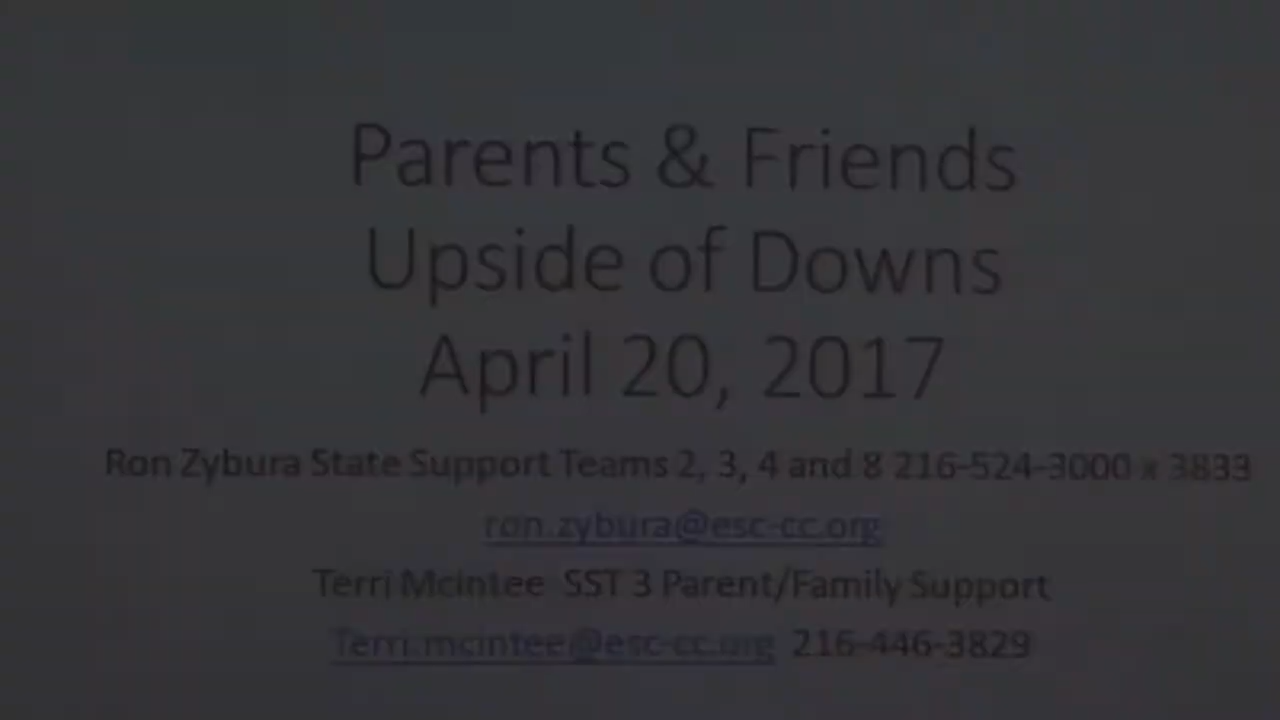 Parents & Friends
Upside of Downs
April 20, 2017
Ron Zybura State Support Teams 2, 3, 4 and 8 216-524-3000 x 3833
ron.zybura@esc-cc.org
Terri McIntee SST 3 Parent/Family Support
Terri.mcintee@esc-cc.org 216-446-3829